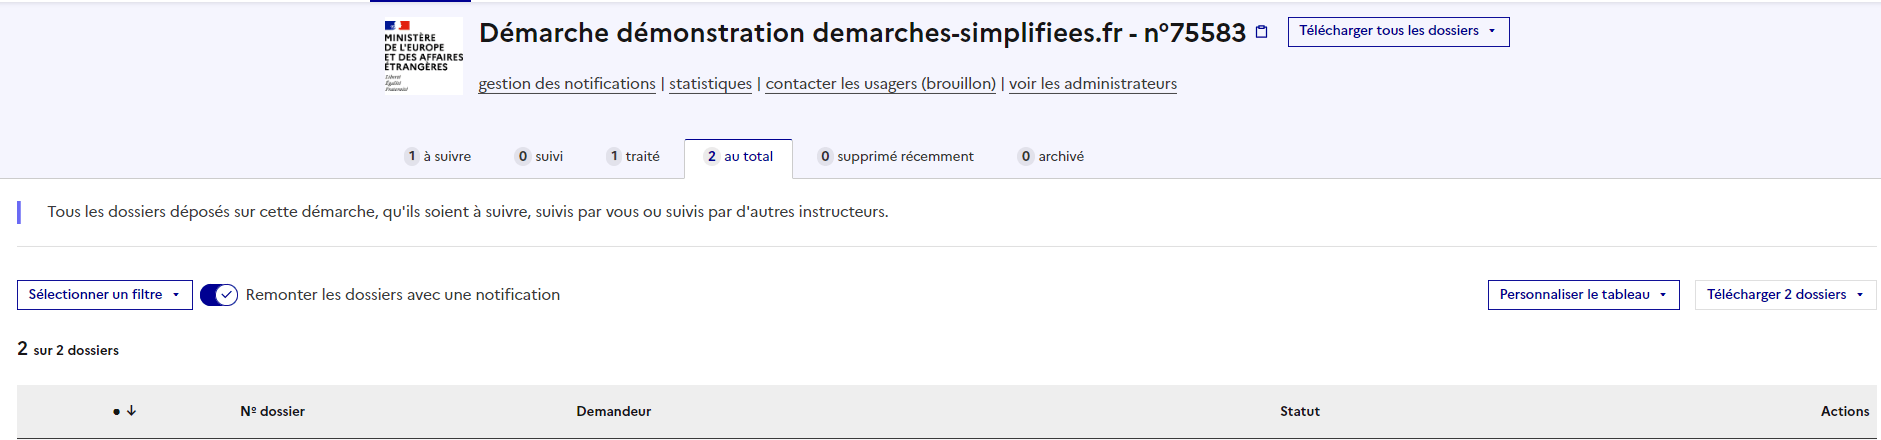 MINISTÈRE
DE L'EUROPE
ET DES AFFAIRES
ÉTRANGÈRES
Liberté
Égalité
Fraternité
Démarche démonstration demarches-simplifiees.fr - n°75583
Télécharger tous les dossiers
gestion des notifications | statistiques | contacter les usagers (brouillon) | voir les administrateurs
1 à suivre 0 suivi 1 traité 2 au total 0 supprimé récemment 0 archivé
Tous les dossiers déposés sur cette démarche, qu'ils soient à suivre, suivis par vous ou suivis par d'autres instructeurs.
Sélectionner un filtre Remonter les dossiers avec une notification Personnaliser le tableau Télécharger 2 dossiers
2 sur 2 dossiers
● ↓ Nº dossier Demandeur Statut Actions